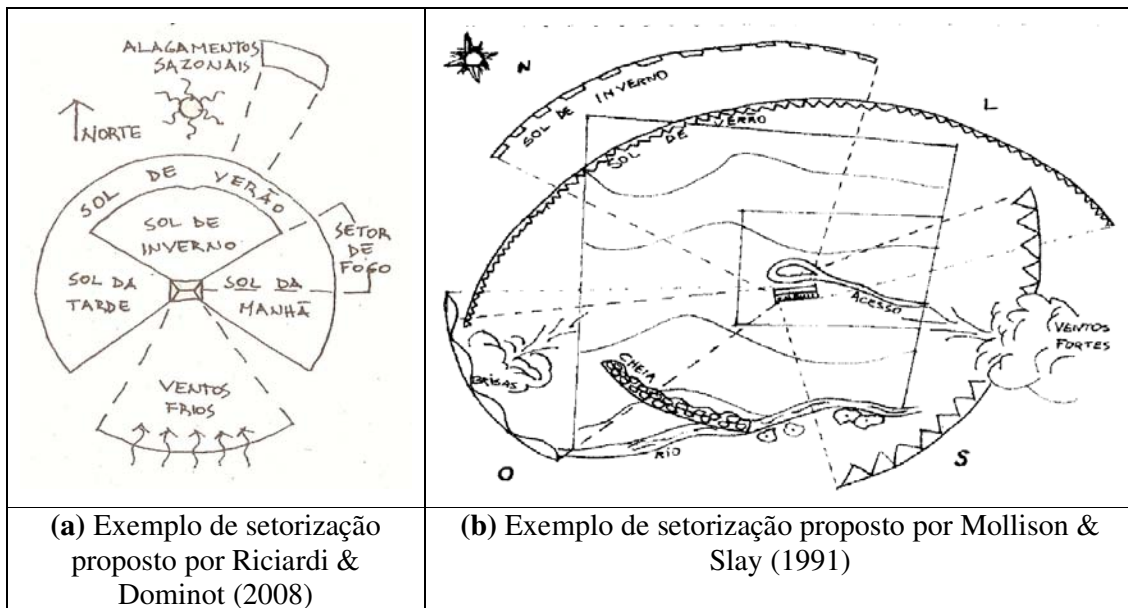 ALAGAMENTOS
SAZONAIS
NORTE
SOL DE VERÃO
SOL DE
INVERNO
SETOR
DE
FOGO
SOL DA
TARDE
SOL DA
MANHÃ
VENTOS
FRIOS
N
SOL DE INVERNO
L
SOL DE VERÃO
ACESSO
VENTOS
FORTES
BRISAS
CHEIA
RIO
O
S
(a) Exemplo de setorização
proposto por Riciardi &
Dominot (2008)
(b) Exemplo de setorização proposto por Mollison &
Slay (1991)